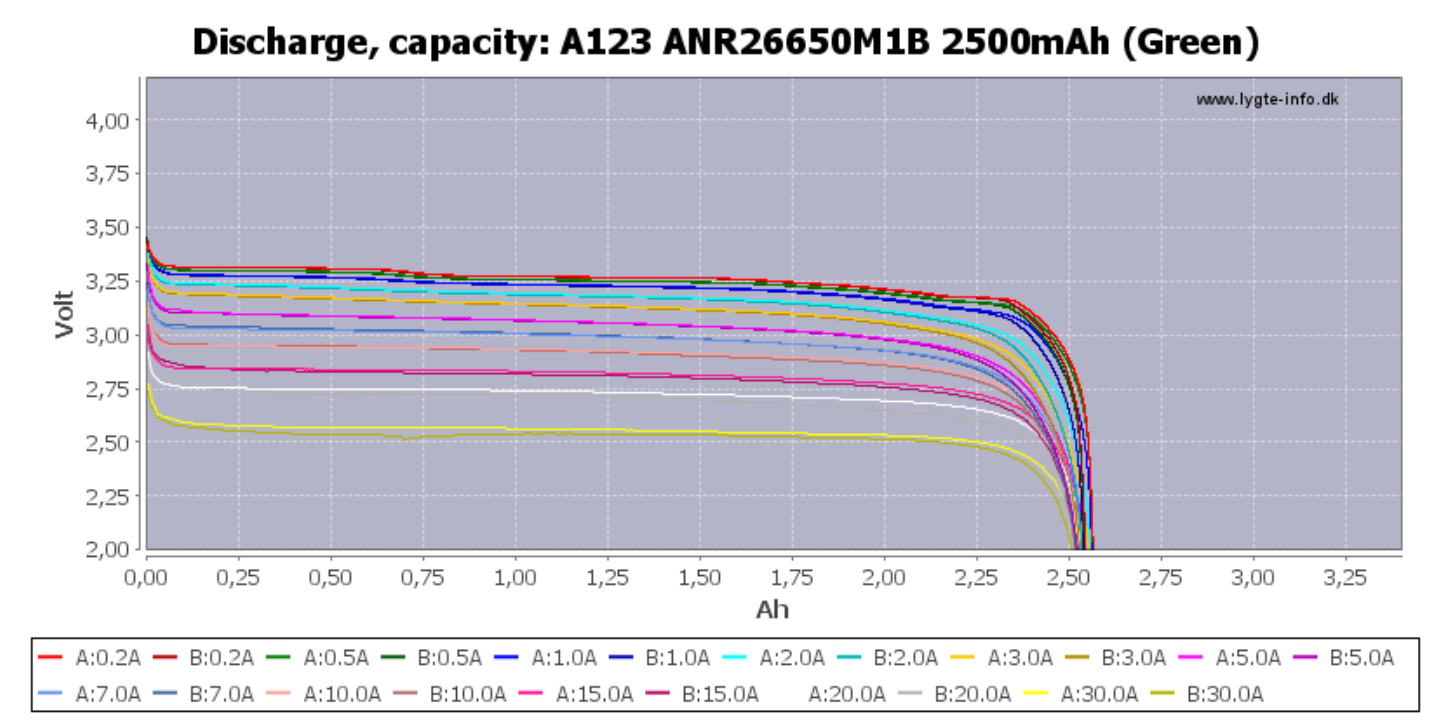 Discharge, capacity: A123 ANR26650M1B 2500mAh (Green)
www.lygte-info.dk
4,00
3,75
3,50
3,25
3,00
2,75
2,50
2,25
2,00
Volt
0,00 0,25 0,50 0,75 1,00 1,25 1,50 1,75 2,00 2,25 2,50 2,75 3,00 3,25
Ah
A:0.2A B:0.2A A:0.5A B:0.5A A:1.0A B:1.0A A:2.0A B:2.0A A:3.0A B:3.0A A:5.0A B:5.0A
A:7.0A B:7.0A A:10.0A B:10.0A A:15.0A B:15.0A A:20.0A B:20.0A A:30.0A B:30.0A